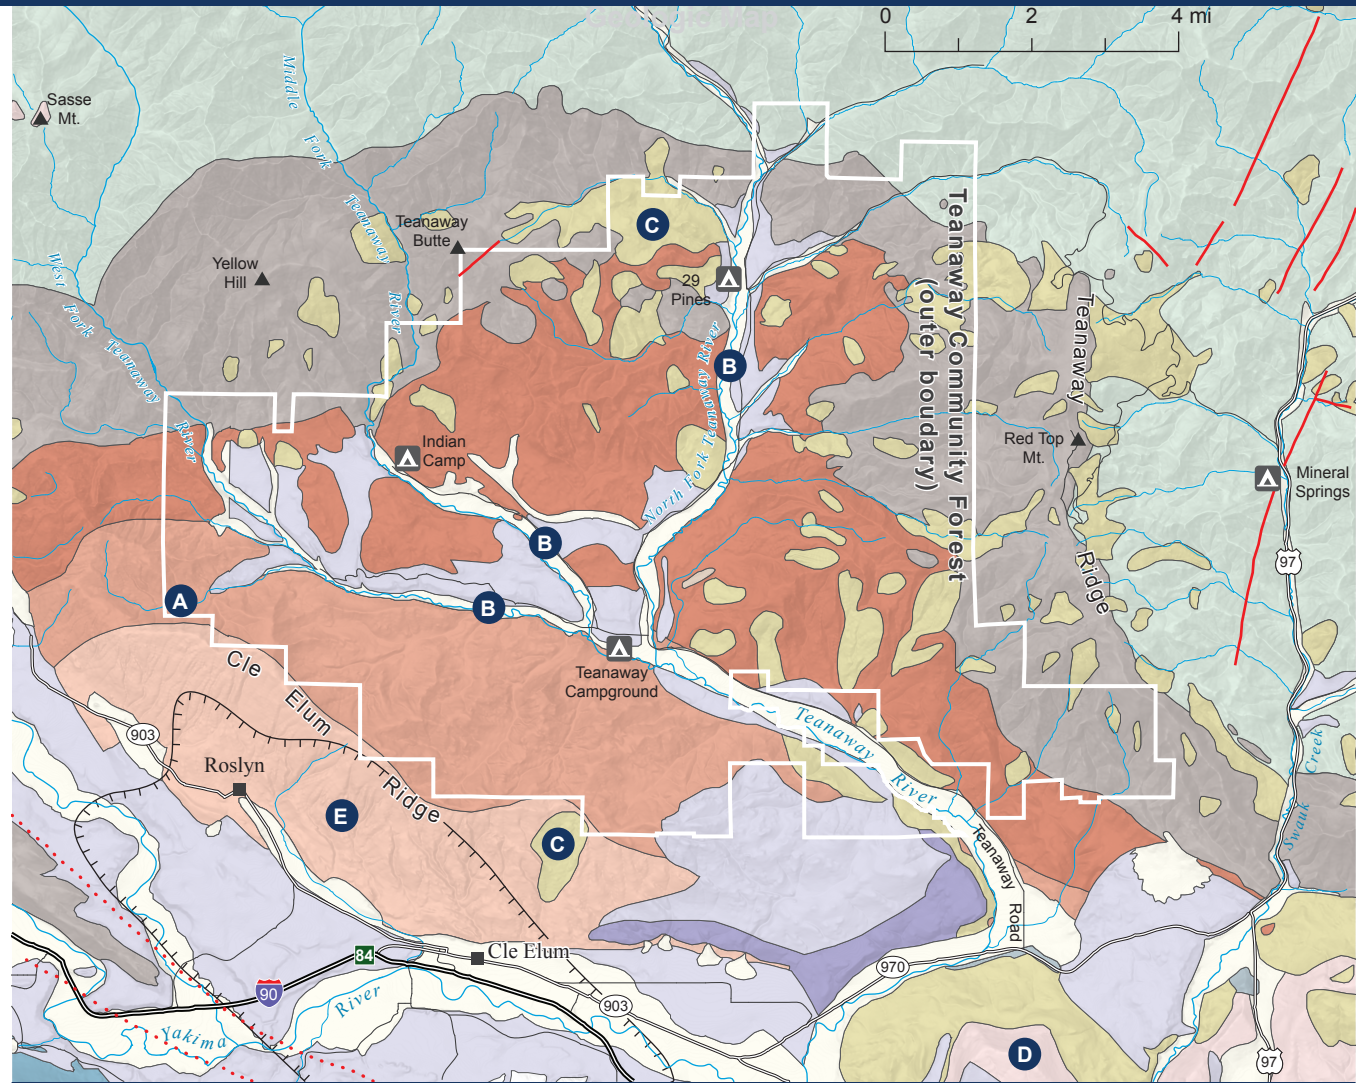 0 2 4 mi
Sasse
Mt.
Middle
Fork
Teanaway
River
West
Fork
Teanaway
River
Yellow
Hill
Teanaway
Butte
C
29
Pines
B
North Fork Teanaway River
Teanaway Community Forest
(outer boudary)
Teanaway
Ridge
Red Top
Mt.
Mineral
Springs
97
Indian
Camp
B
A
B
Teanaway
Campground
Cle
Elum
Ridge
903
Roslyn
E
C
Teanaway
River
Teanaway
Road
Swauk
Creek
84
Cle Elum
90
River
Yakima
903
970
D
97